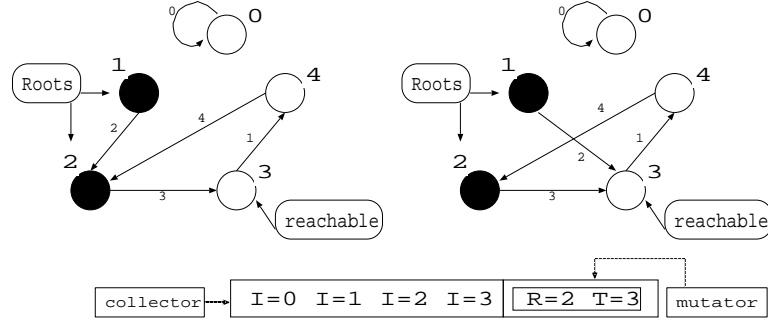 0 0 0 0
1 4 1 4
Roots Roots
2 4 1 4 2 1
2 3 2 3
3 3
reachable reachable
collector I=0 I=1 I=2 I=3 R=2 T=3 mutator